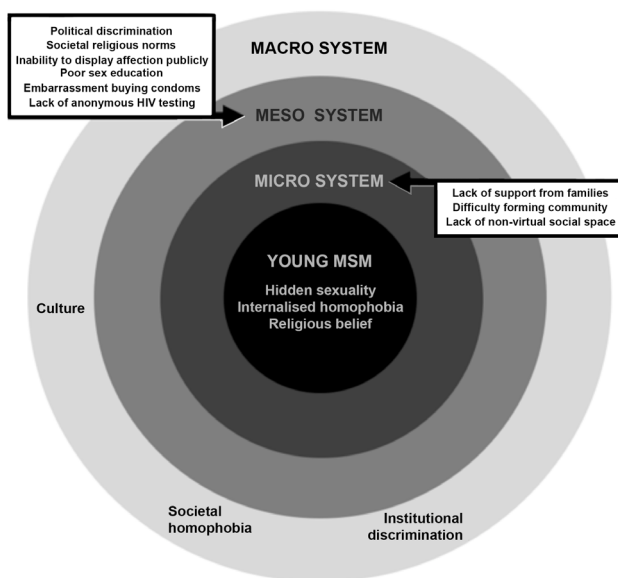 Political discrimination
Societal religious norms
Inability to display affection publicly
Poor sex education
Embarrassment buying condoms
Lack of anonymous HIV testing
MACRO SYSTEM
MESO SYSTEM
MICRO SYSTEM
Lack of support from families
Difficulty forming community
Lack of non-virtual social space
YOUNG MSM
Hidden sexuality
Internalised homophobia
Religious belief
Culture
Societal
homophobia
Institutional
discrimination